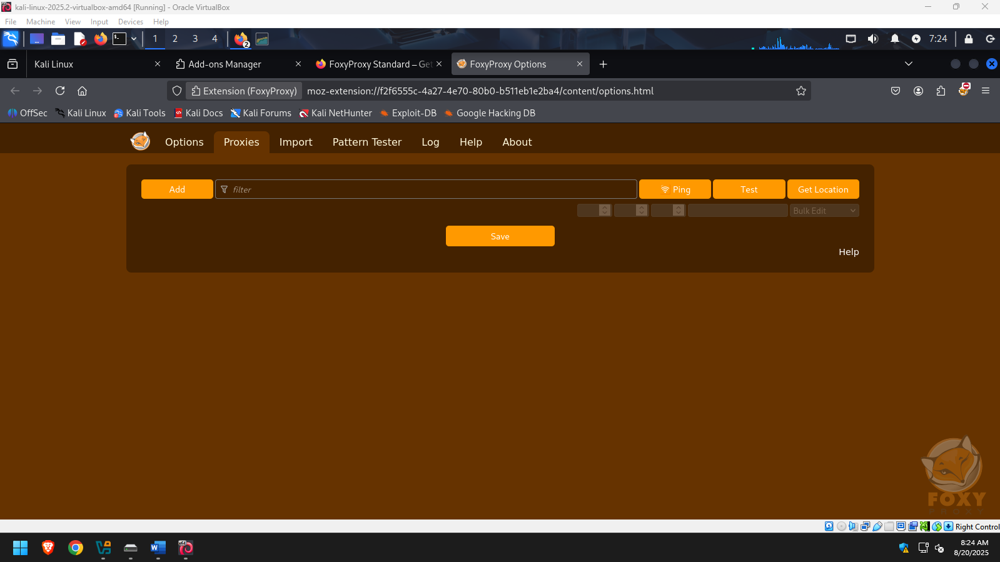 kali-linux-2025.2-virtualbox-amd64 [Running] - Oracle VirtualBox
File Machine View Input Devices Help
1 2 3 4 2 7:24
Kali Linux Add-ons Manager FoxyProxy Standard – Get FoxyProxy Options
Extension (FoxyProxy) moz-extension://f2f6555c-4a27-4e70-80b0-b511eb1e2ba4/content/options.html
OffSec Kali Linux Kali Tools Kali Docs Kali Forums Kali NetHunter Exploit-DB Google Hacking DB
Options Proxies Import Pattern Tester Log Help About
Add filter Ping Test Get Location
Bulk Edit
Save
Help
FOXY
PROXY
Right Control
8:24 AM
8/20/2025